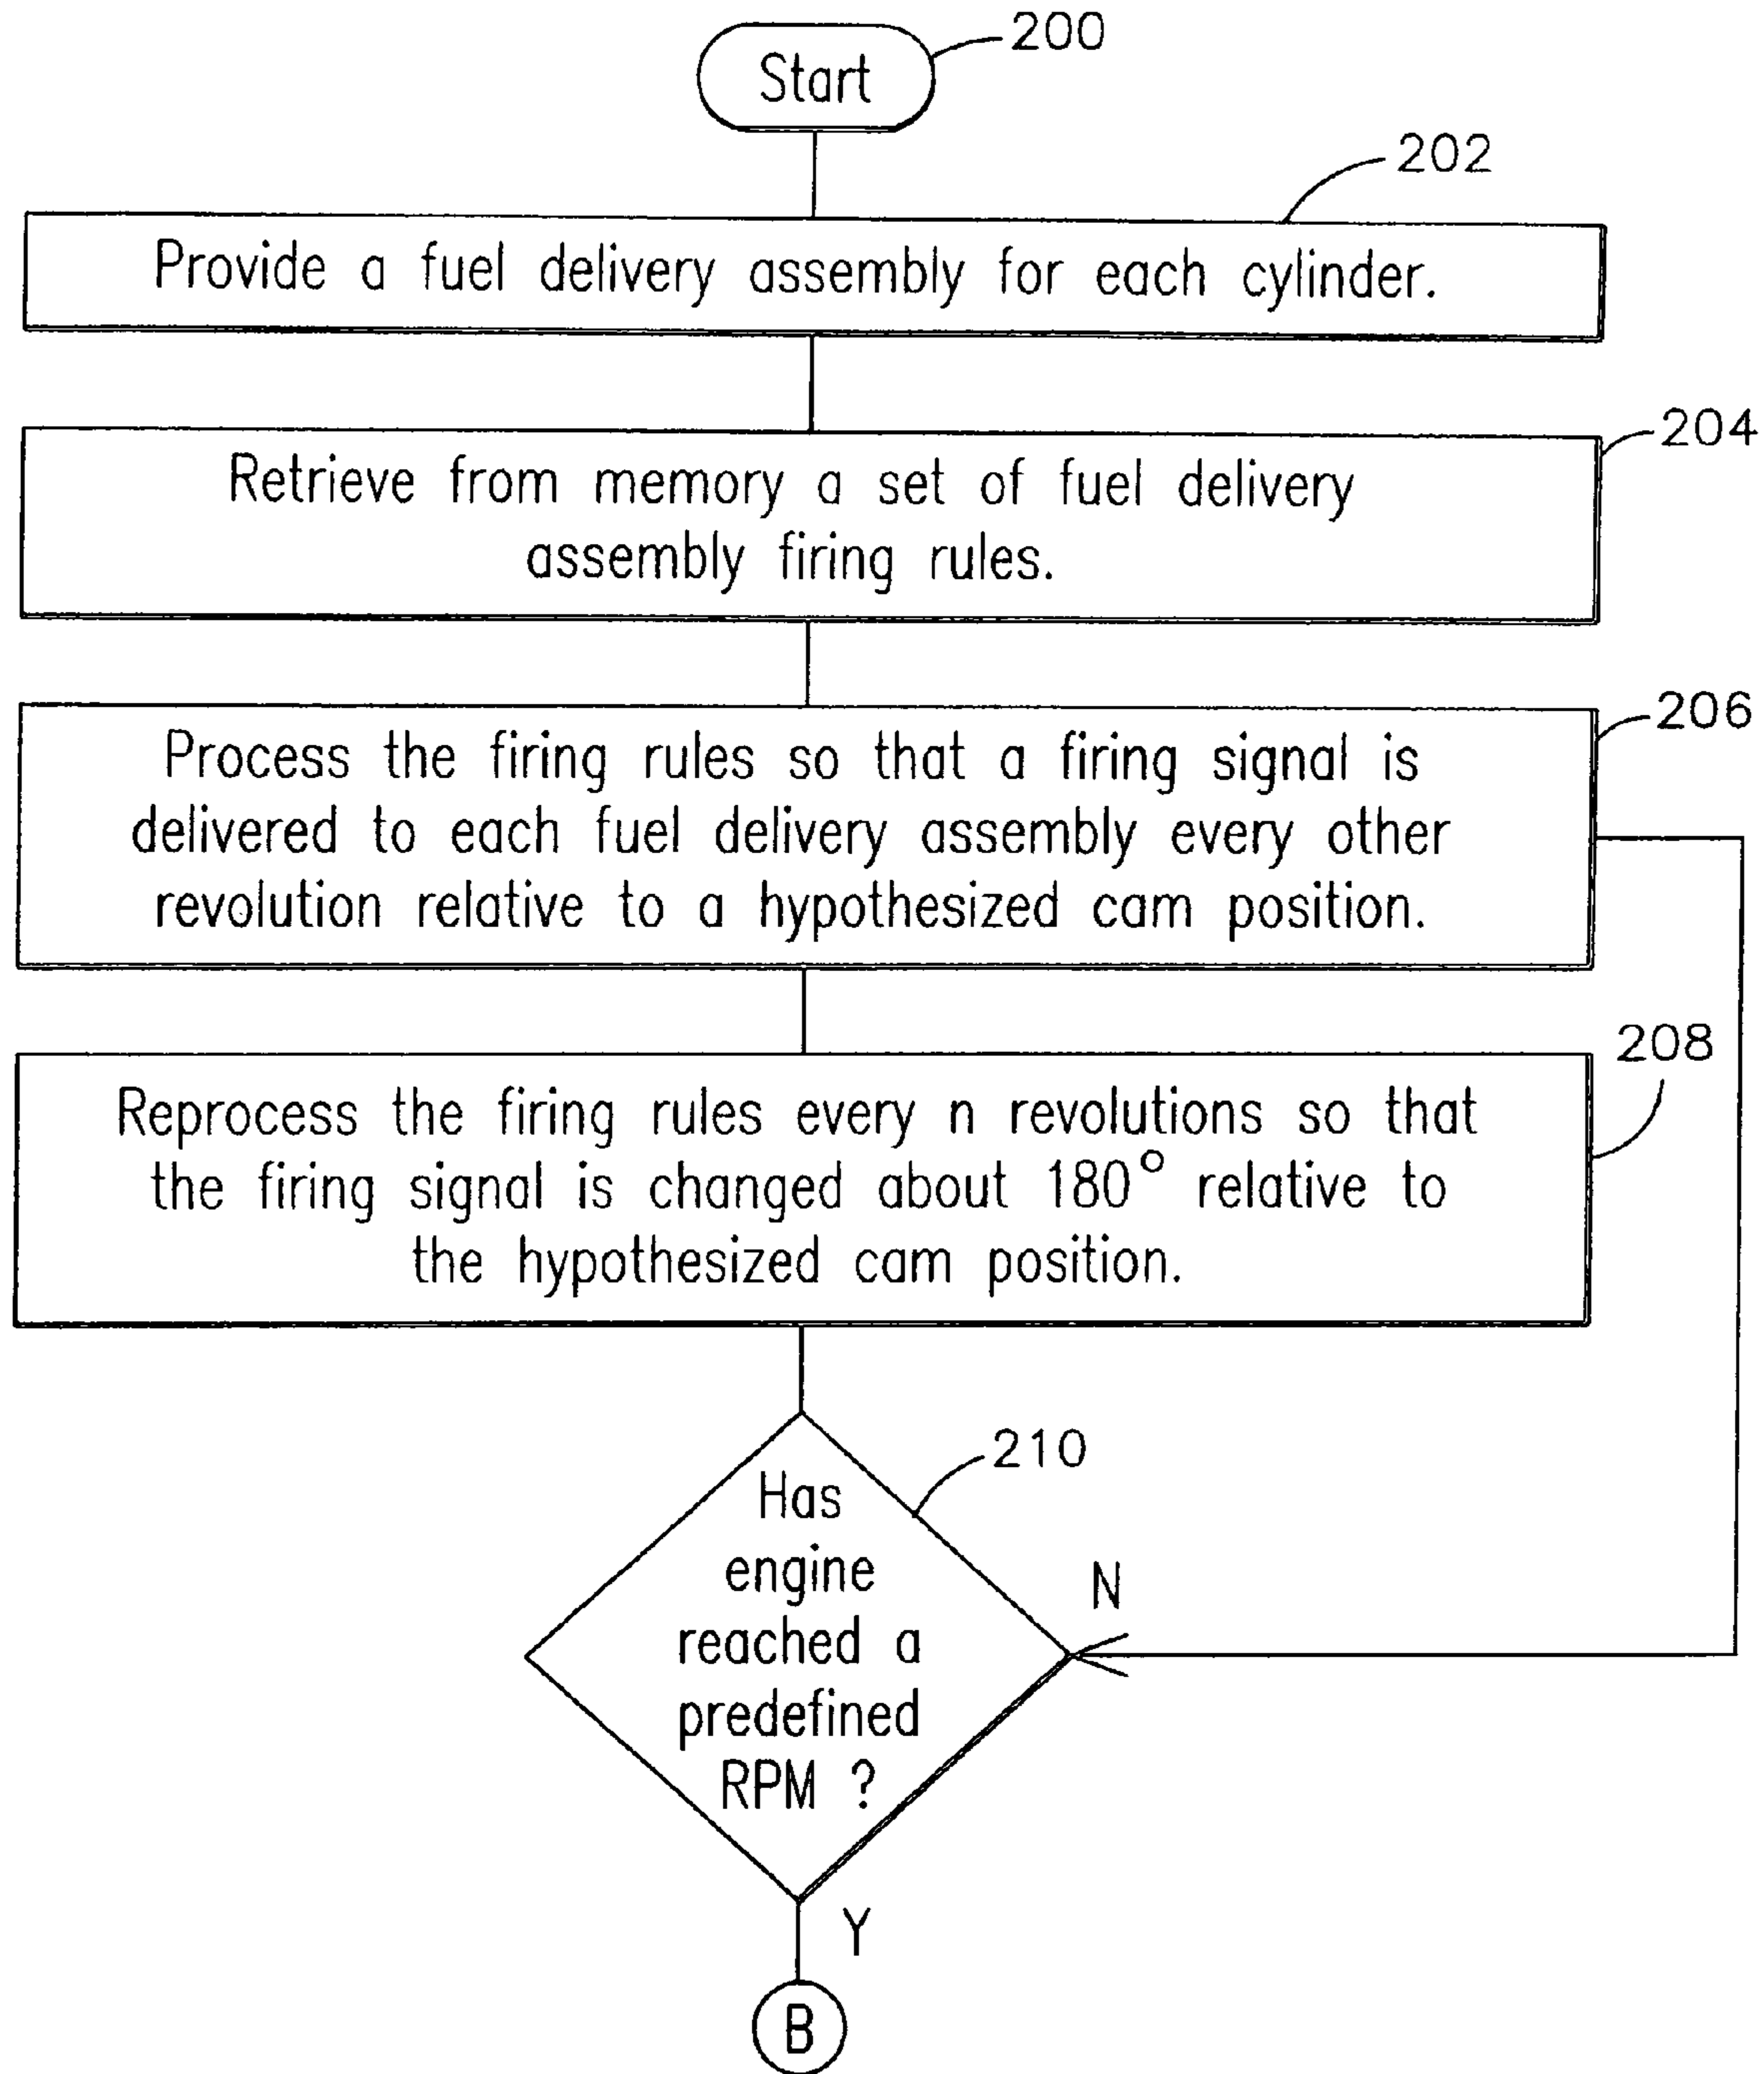 Start
200
202
Provide a fuel delivery assembly for each cylinder.
204
Retrieve from memory a set of fuel delivery
assembly firing rules.
206
Process the firing rules so that a firing signal is
delivered to each fuel delivery assembly every other
revolution relative to a hypothesized cam position.
208
Reprocess the firing rules every n revolutions so that
the firing signal is changed about 180° relative to
the hypothesized cam position.
210
Has
engine
reached a
predefined
RPM ?
N
Y
B